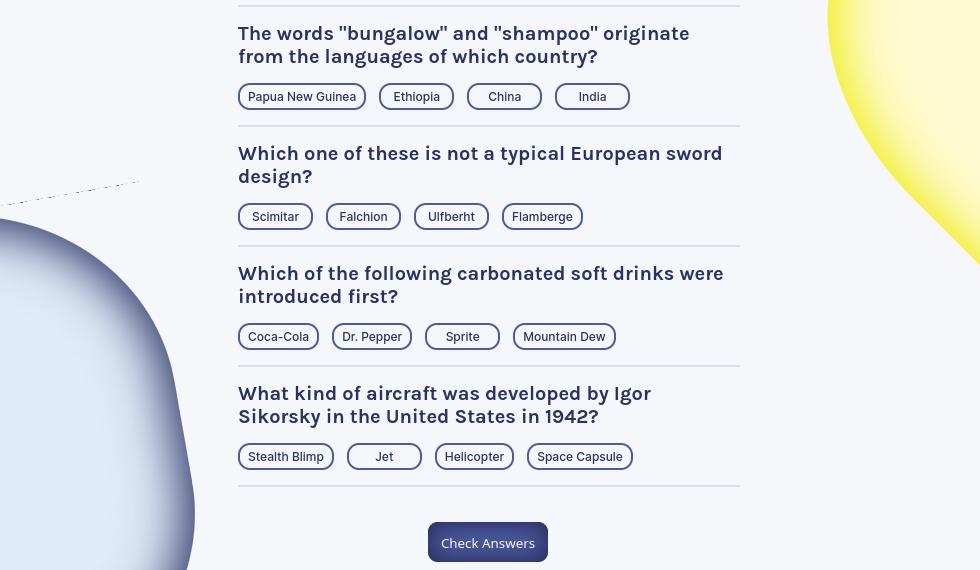 The words "bungalow" and "shampoo" originate
from the languages of which country?
Papua New Guinea Ethiopia China India
Which one of these is not a typical European sword
design?
Scimitar Falchion Ulfberht Flamberge
Which of the following carbonated soft drinks were
introduced first?
Coca-Cola Dr. Pepper Sprite Mountain Dew
What kind of aircraft was developed by Igor
Sikorsky in the United States in 1942?
Stealth Blimp Jet Helicopter Space Capsule
Check Answers